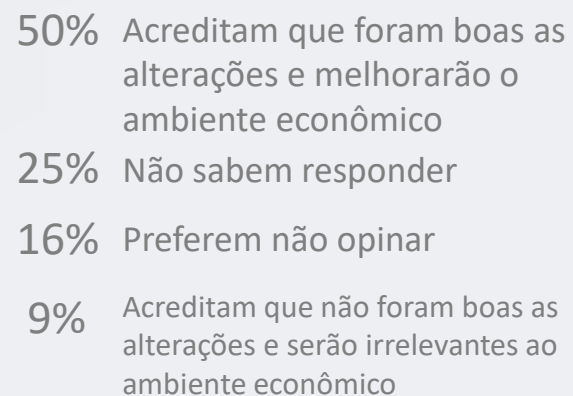 50% Acreditam que foram boas as
alterações e melhorarão o
ambiente econômico
25% Não sabem responder
16% Preferem não opinar
9% Acreditam que não foram boas as
alterações e serão irrelevantes ao
ambiente econômico